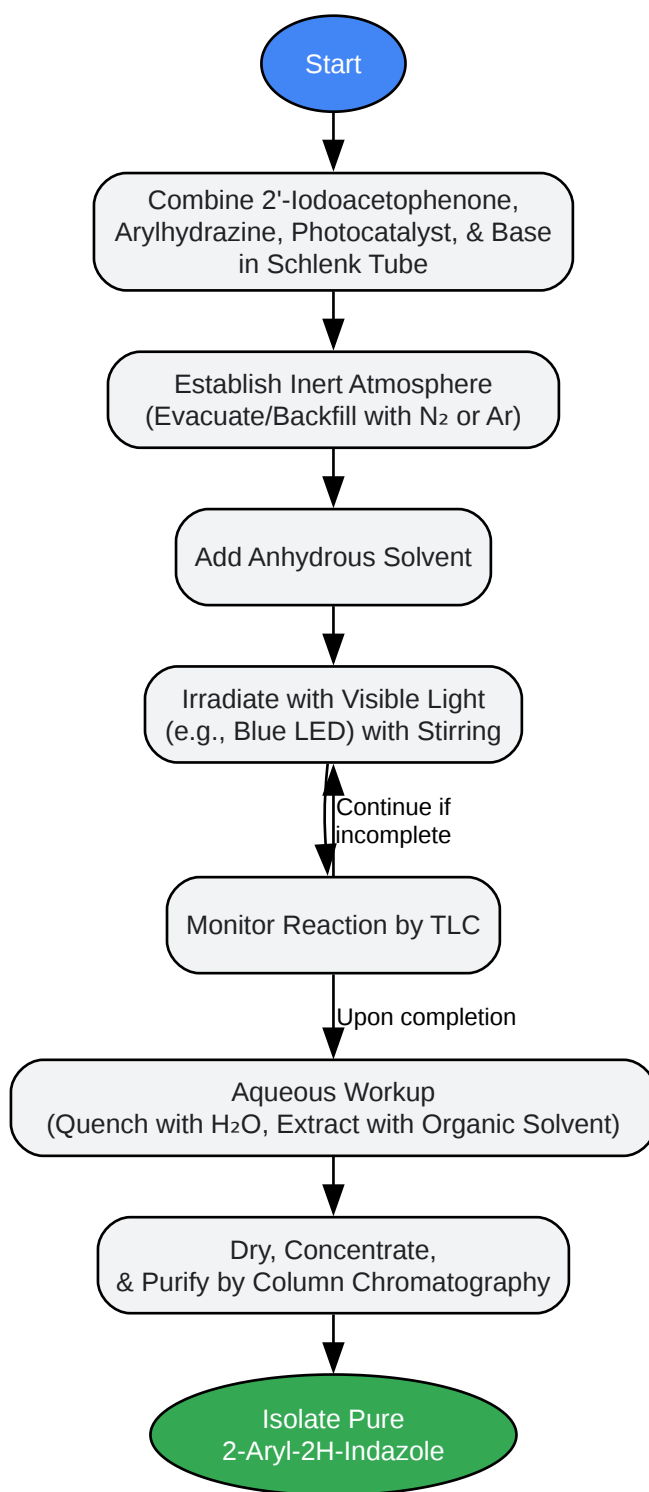 Start
Combine 2'-Iodoacetophenone,
Arylhydrazine, Photocatalyst, & Base
in Schlenk Tube
Establish Inert Atmosphere
(Evacuate/Backfill with N₂ or Ar)
Add Anhydrous Solvent
Irradiate with Visible Light
(e.g., Blue LED) with Stirring
Continue if
incomplete
Monitor Reaction by TLC
Upon completion
Aqueous Workup
(Quench with H₂O, Extract with Organic Solvent)
Dry, Concentrate,
& Purify by Column Chromatography
Isolate Pure
2-Aryl-2H-Indazole